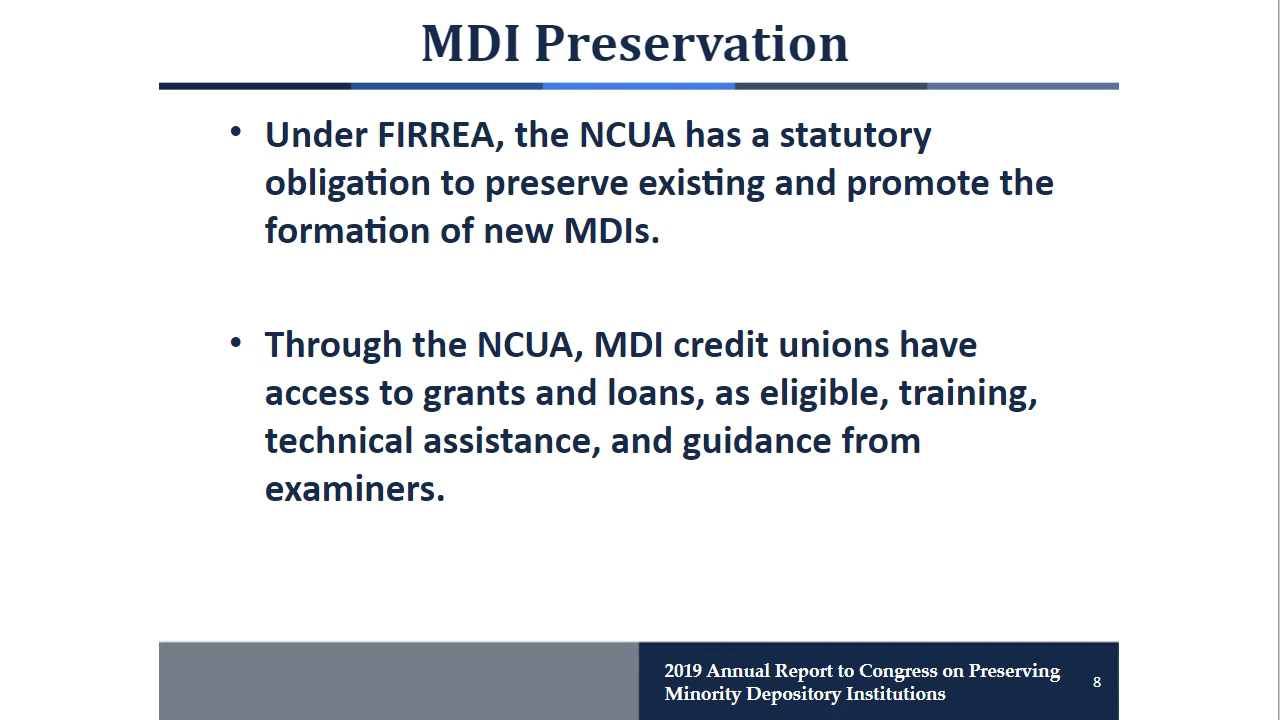 MDI Preservation
• Under FIRREA, the NCUA has a statutory
obligation to preserve existing and promote the
formation of new MDIs.
• Through the NCUA, MDI credit unions have
access to grants and loans, as eligible, training,
technical assistance, and guidance from
examiners.
2019 Annual Report to Congress on Preserving
Minority Depository Institutions
8